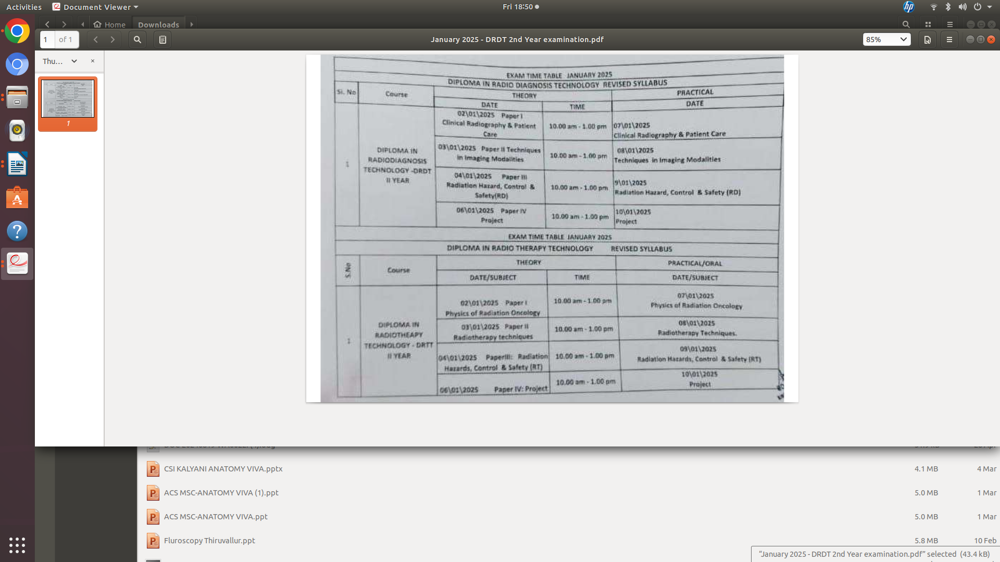 Activities
Document Viewer
Fri 18:50
hp
Home
Downloads
1 of 1
January 2025 - DRDT 2nd Year examination.pdf
85%
Thu...
1
EXAM TIME TABLE JANUARY 2025
DIPLOMA IN RADIO DIAGNOSIS TECHNOLOGY REVISED SYLLABUS
Sl. No
Course
THEORY
PRACTICAL
DATE
TIME
DATE
1
DIPLOMA IN
RADIODIAGNOSIS
TECHNOLOGY -DRDT
II YEAR
02\01\2025 Paper I
Clinical Radiography & Patient
Care
10.00 am - 1.00 pm
07\01\2025
Clinical Radiography & Patient Care
03\01\2025 Paper II Techniques
in Imaging Modalities
10.00 am - 1.00 pm
08\01\2025
Techniques in Imaging Modalities
04\01\2025 Paper III
Radiation Hazard, Control &
Safety(RD)
10.00 am - 1.00 pm
9\01\2025
Radiation Hazard, Control & Safety (RD)
06\01\2025 Paper IV
Project
10.00 am - 1.00 pm
10\01\2025
Project
EXAM TIME TABLE JANUARY 2025
DIPLOMA IN RADIO THERAPY TECHNOLOGY REVISED SYLLABUS
S.No
Course
THEORY
PRACTICAL/ORAL
DATE/SUBJECT
TIME
DATE/SUBJECT
1
DIPLOMA IN
RADIOTHEAPY
TECHNOLOGY - DRTT
II YEAR
02\01\2025 Paper I
Physics of Radiation Oncology
10.00 am - 1.00 pm
07\01\2025
Physics of Radiation Oncology
03\01\2025 Paper II
Radiotherapy techniques
10.00 am - 1.00 pm
08\01\2025
Radiotherapy Techniques.
04\01\2025 PaperIII: Radiation
Hazards, Control & Safety (RT)
10.00 am - 1.00 pm
09\01\2025
Radiation Hazards, Control & Safety (RT)
06\01\2025 Paper IV: Project
10.00 am - 1.00 pm
10\01\2025
Project
CSI KALYANI ANATOMY VIVA.pptx 4.1 MB 4 Mar
ACS MSC-ANATOMY VIVA (1).ppt 5.0 MB 1 Mar
ACS MSC-ANATOMY VIVA.ppt 5.0 MB 1 Mar
Fluroscopy Thiruvallur.ppt 5.8 MB 10 Feb
"January 2025 - DRDT 2nd Year examination.pdf" selected (43.4 kB)